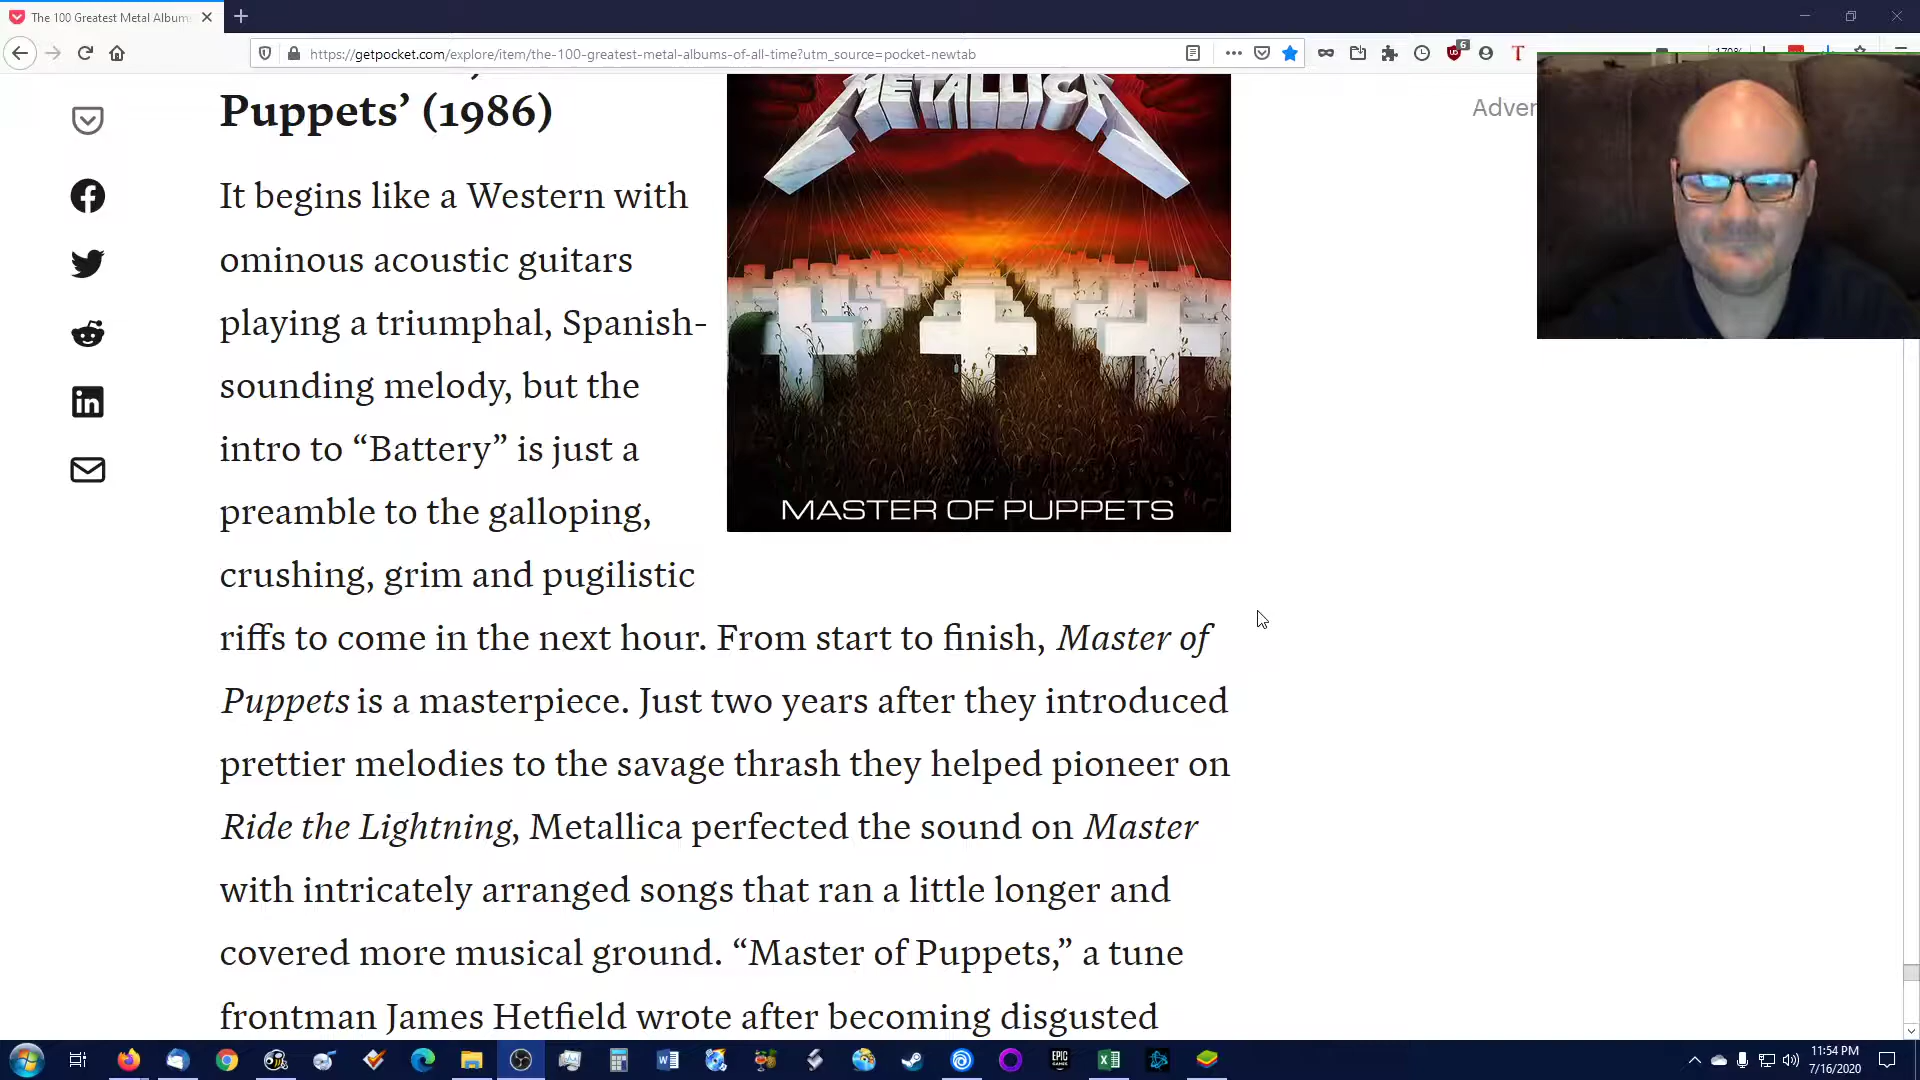 The 100 Greatest Metal Album
https://getpocket.com/explore/item/the-100-greatest-metal-albums-of-all-time?utm_source=pocket-newtab
6
T
Puppets’ (1986)
METALLICA
Adver
It begins like a Western with
ominous acoustic guitars
playing a triumphal, Spanish-
sounding melody, but the
intro to “Battery” is just a
preamble to the galloping,
crushing, grim and pugilistic
MASTER OF PUPPETS
riffs to come in the next hour. From start to finish, Master of
Puppets is a masterpiece. Just two years after they introduced
prettier melodies to the savage thrash they helped pioneer on
Ride the Lightning, Metallica perfected the sound on Master
with intricately arranged songs that ran a little longer and
covered more musical ground. “Master of Puppets,” a tune
frontman James Hetfield wrote after becoming disgusted
EPIC
GAMES
11:54 PM
7/16/2020